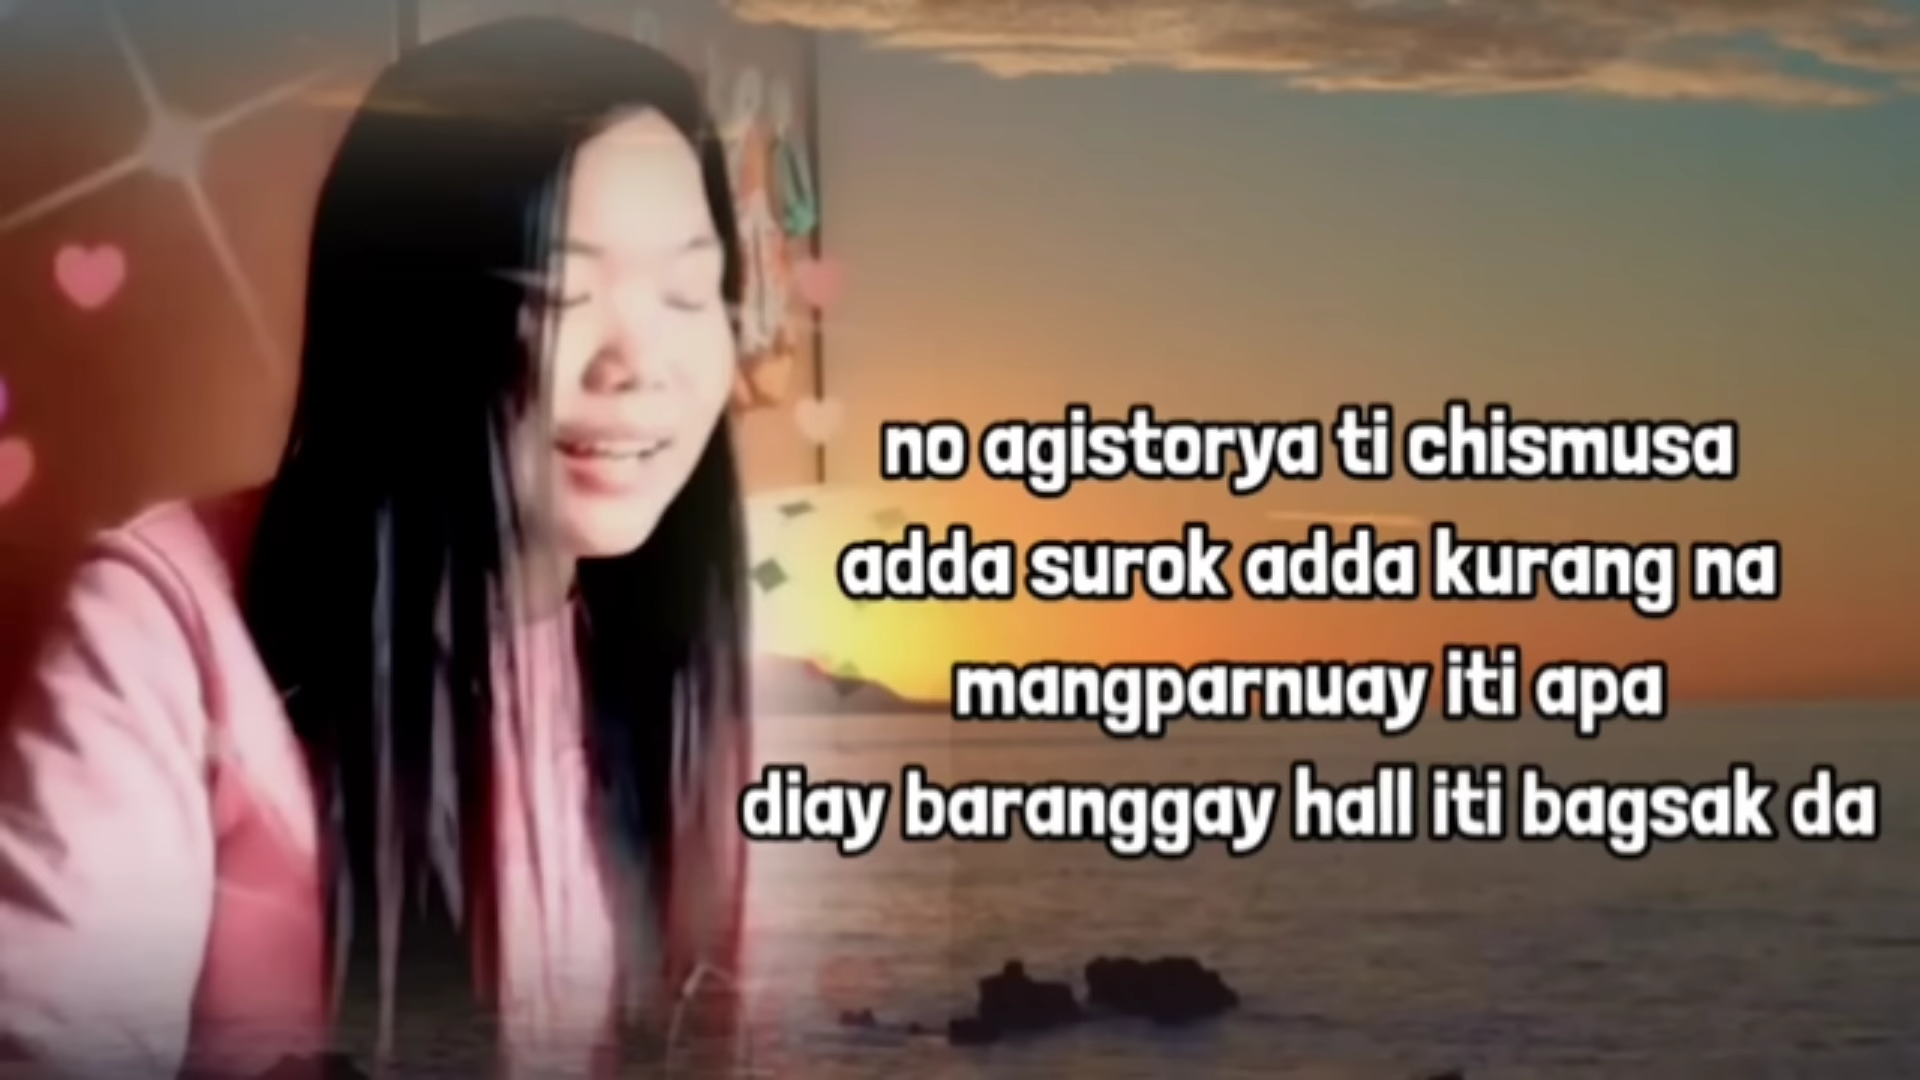 no agistorya ti chismusa
adda surok adda kurang na
mangparnuay iti apa
diay baranggay hall iti bagsak da